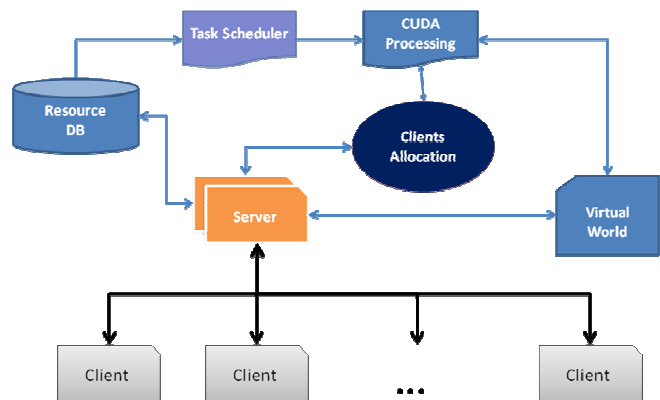 Task Scheduler
CUDA
Processing
Resource
DB
Clients
Allocation
Server
Virtual
World
Client
Client
...
Client